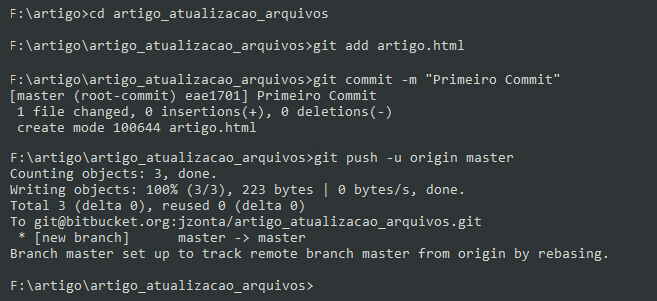 F:\artigo>cd artigo_atualizacao_arquivos
F:\artigo\artigo_atualizacao_arquivos>git add artigo.html
F:\artigo\artigo_atualizacao_arquivos>git commit -m "Primeiro Commit"
[master (root-commit) eae1701] Primeiro Commit
 1 file changed, 0 insertions(+), 0 deletions(-)
 create mode 100644 artigo.html
F:\artigo\artigo_atualizacao_arquivos>git push -u origin master
Counting objects: 3, done.
Writing objects: 100% (3/3), 223 bytes | 0 bytes/s, done.
Total 3 (delta 0), reused 0 (delta 0)
To git@bitbucket.org:jzonta/artigo_atualizacao_arquivos.git
 * [new branch]      master -> master
Branch master set up to track remote branch master from origin by rebasing.
F:\artigo\artigo_atualizacao_arquivos>